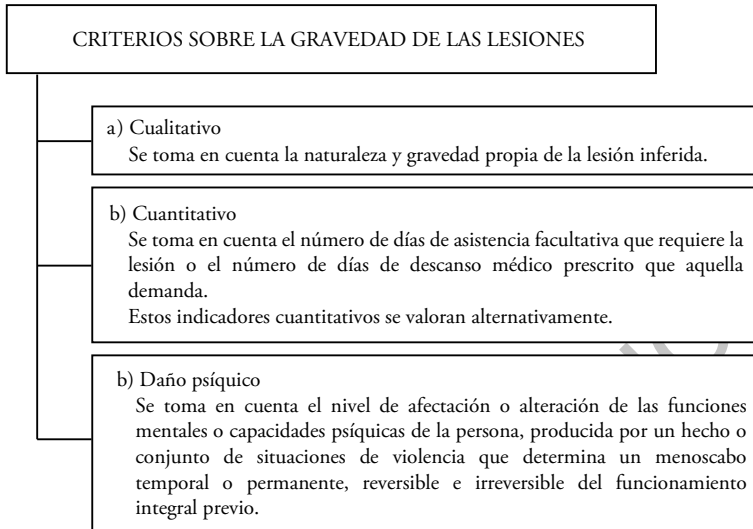 CRITERIOS SOBRE LA GRAVEDAD DE LAS LESIONES
a) Cualitativo
Se toma en cuenta la naturaleza y gravedad propia de la lesión inferida.
b) Cuantitativo
Se toma en cuenta el número de días de asistencia facultativa que requiere la
lesión o el número de días de descanso médico prescrito que aquella
demanda.
Estos indicadores cuantitativos se valoran alternativamente.
b) Daño psíquico
Se toma en cuenta el nivel de afectación o alteración de las funciones
mentales o capacidades psíquicas de la persona, producida por un hecho o
conjunto de situaciones de violencia que determina un menoscabo
temporal o permanente, reversible e irreversible del funcionamiento
integral previo.